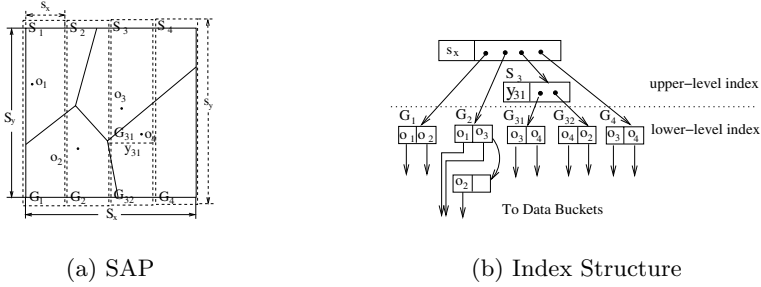 s_x
S_1 S_2 S_3 S_4
o_1
o_3
S_y
s_y
G_31 o_4
y_31
o_2
G_1 G_2 G_32 G_4
S_x
(a) SAP
s_x
S_3
y_31
upper-level index
lower-level index
G_1 G_2 G_31 G_32 G_4
o_1 o_2 o_1 o_3 o_3 o_4 o_4 o_2 o_3 o_4
o_2
To Data Buckets
(b) Index Structure